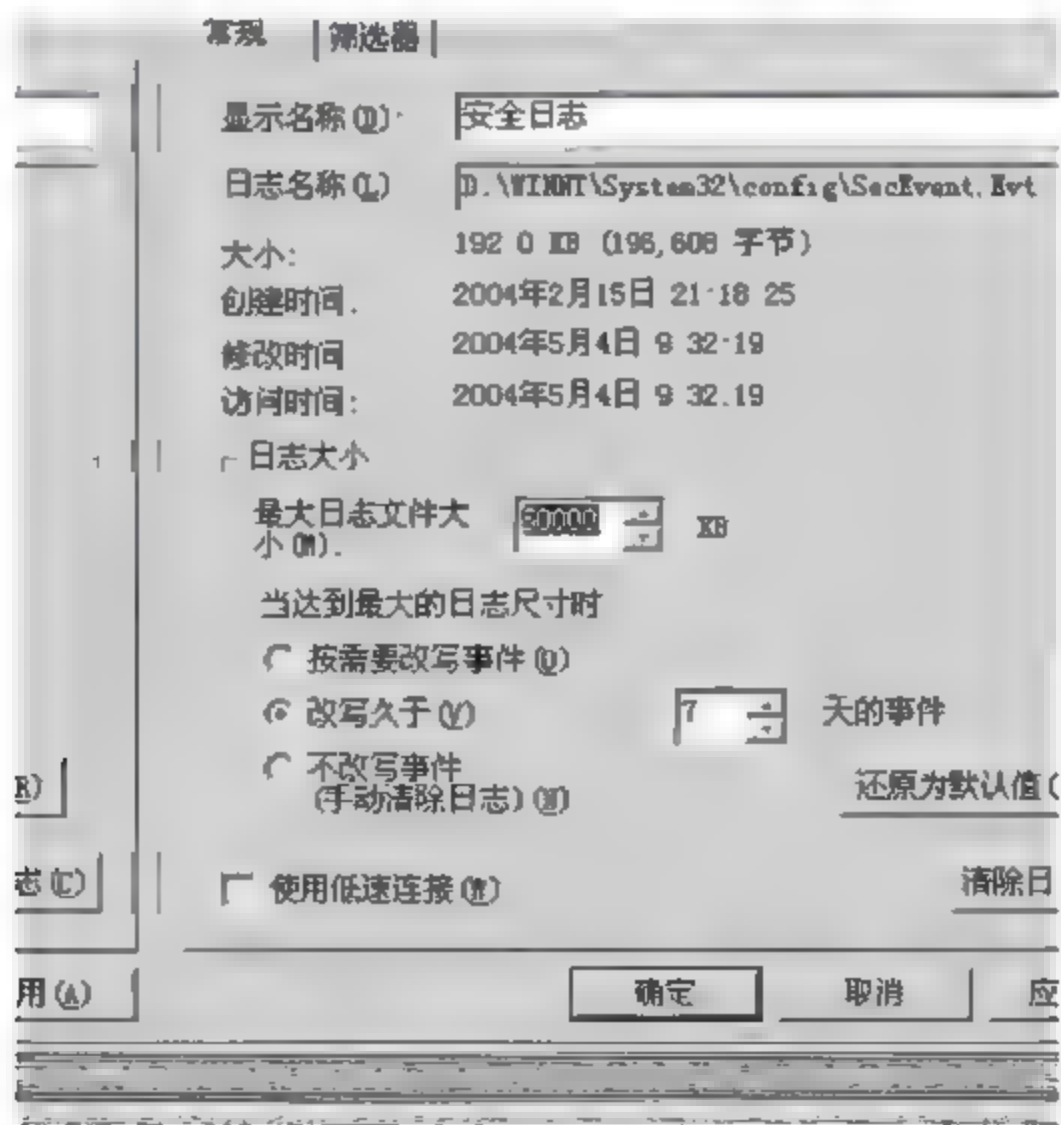 常规 筛选器
显示名称(D): 安全日志
日志名称(L) D:\WINNT\System32\config\SecEvent.Evt
大小: 192.0 KB (196,608 字节)
创建时间: 2004年2月15日 21:18:25
修改时间 2004年5月4日 9:32:19
访问时间: 2004年5月4日 9:32:19
日志大小
最大日志文件大
小(M): KB
当达到最大的日志尺寸时
按需要改写事件(U)
改写久于(V) 7 天的事件
不改写事件
(手动清除日志)(N)
R) 还原为默认值(
志(C) 使用低速连接(W) 清除日
用(A) 确定 取消 应